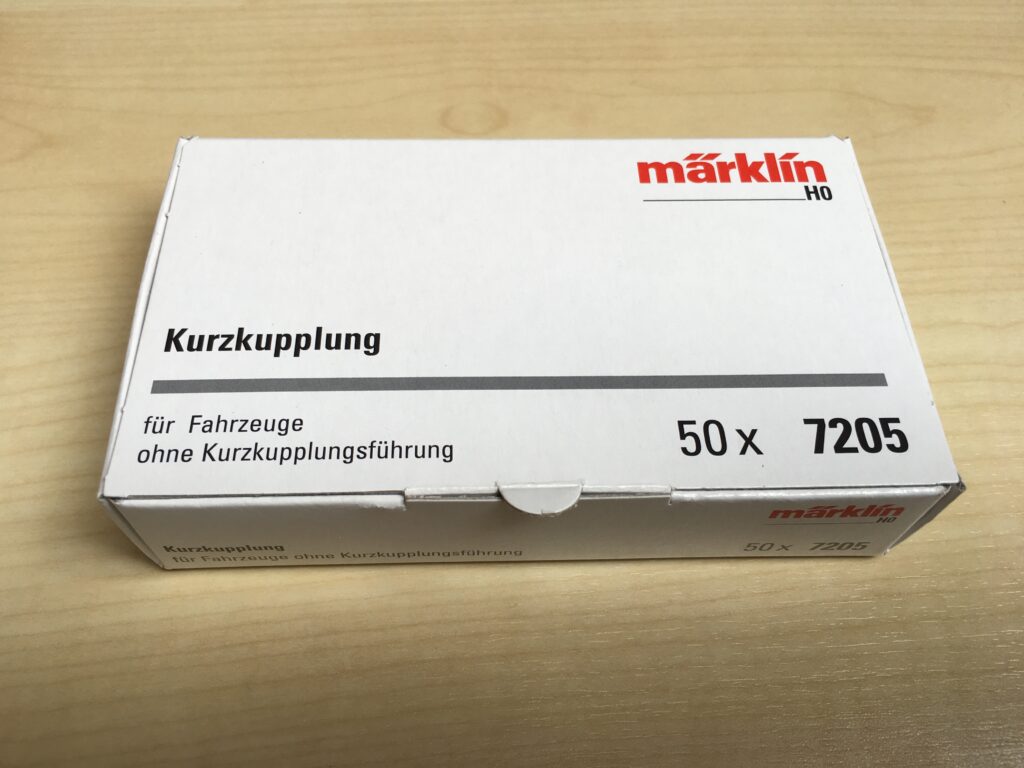 märklin
H0
Kurzkupplung
für Fahrzeuge
ohne Kurzkupplungsführung
50 x 7205
märklin
H0
Kurzkupplung
für Fahrzeuge ohne Kurzkupplungsführung
50 x 7205